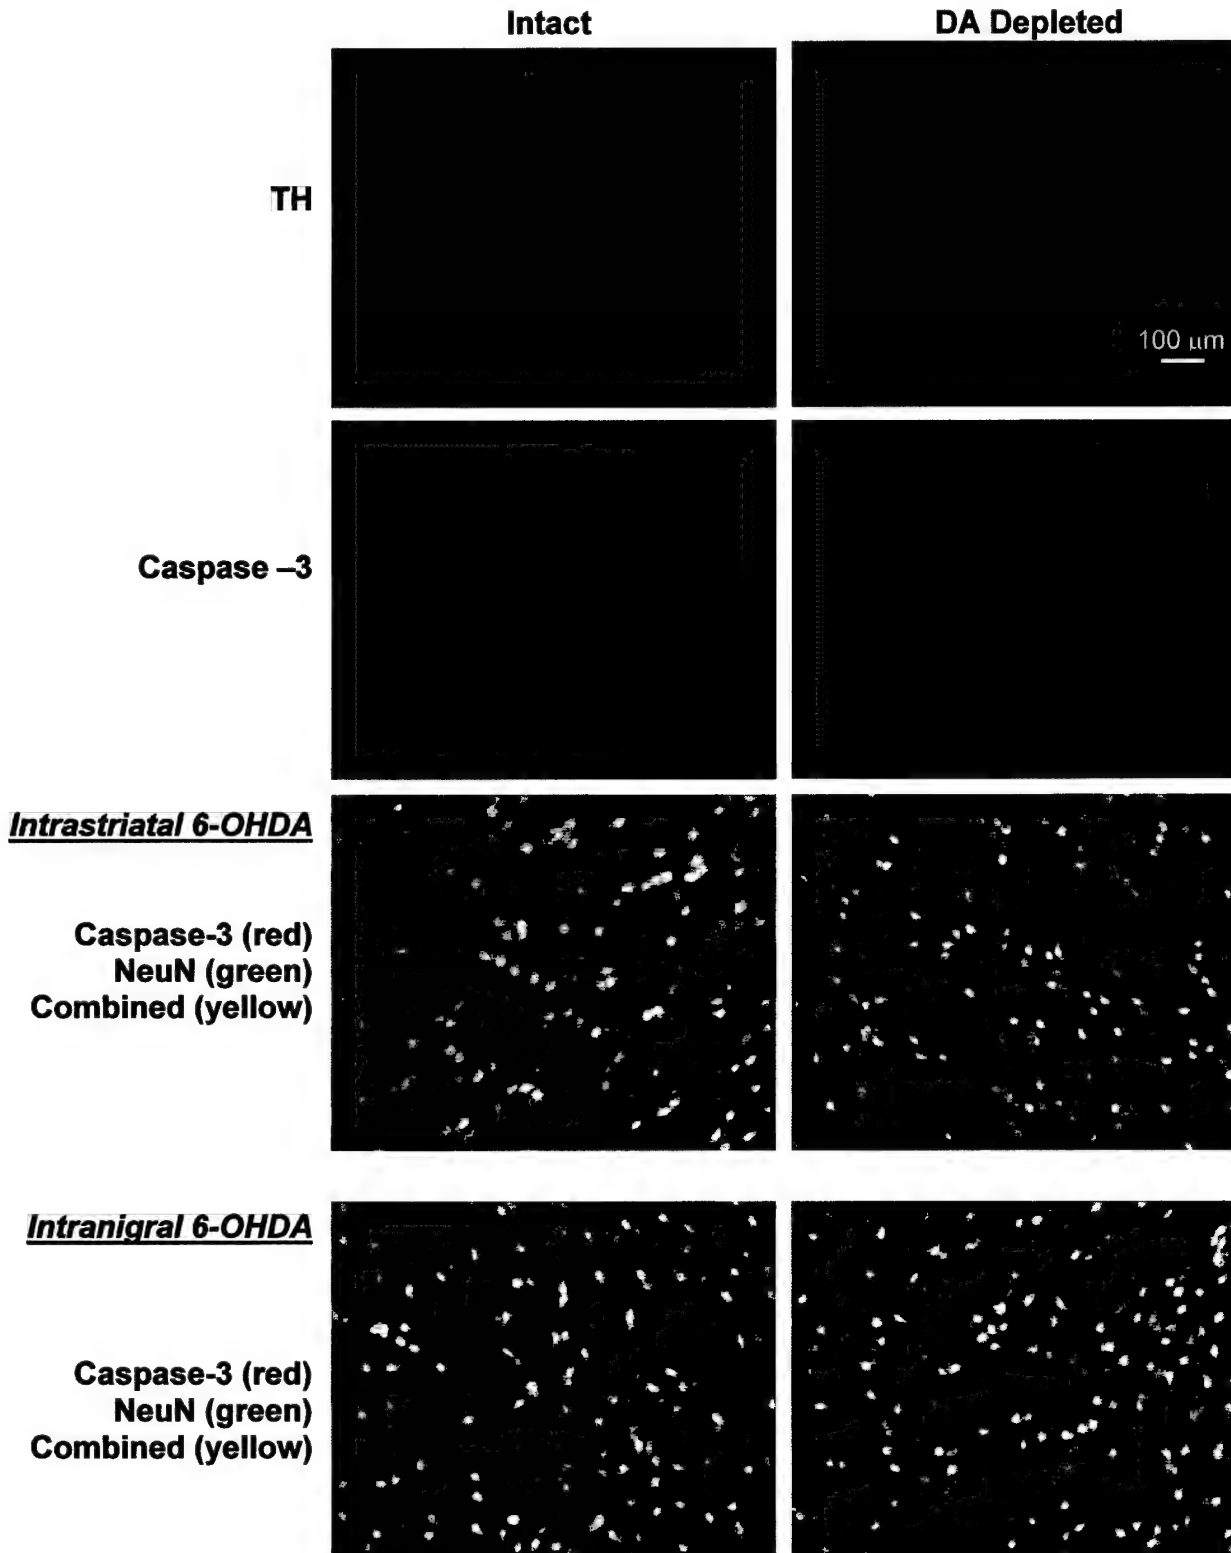 Intact
DA Depleted
TH
100 µm
Caspase –3
Intrastriatal 6-OHDA
Caspase-3 (red)
NeuN (green)
Combined (yellow)
Intranigral 6-OHDA
Caspase-3 (red)
NeuN (green)
Combined (yellow)